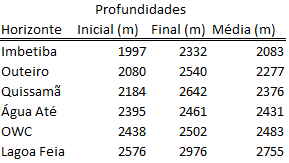 Profundidades
Horizonte Inicial (m) Final (m) Média (m)
Imbetiba 1997 2332 2083
Outeiro 2080 2540 2277
Quissamã 2184 2642 2376
Água Até 2395 2461 2431
OWC 2438 2502 2483
Lagoa Feia 2576 2976 2755